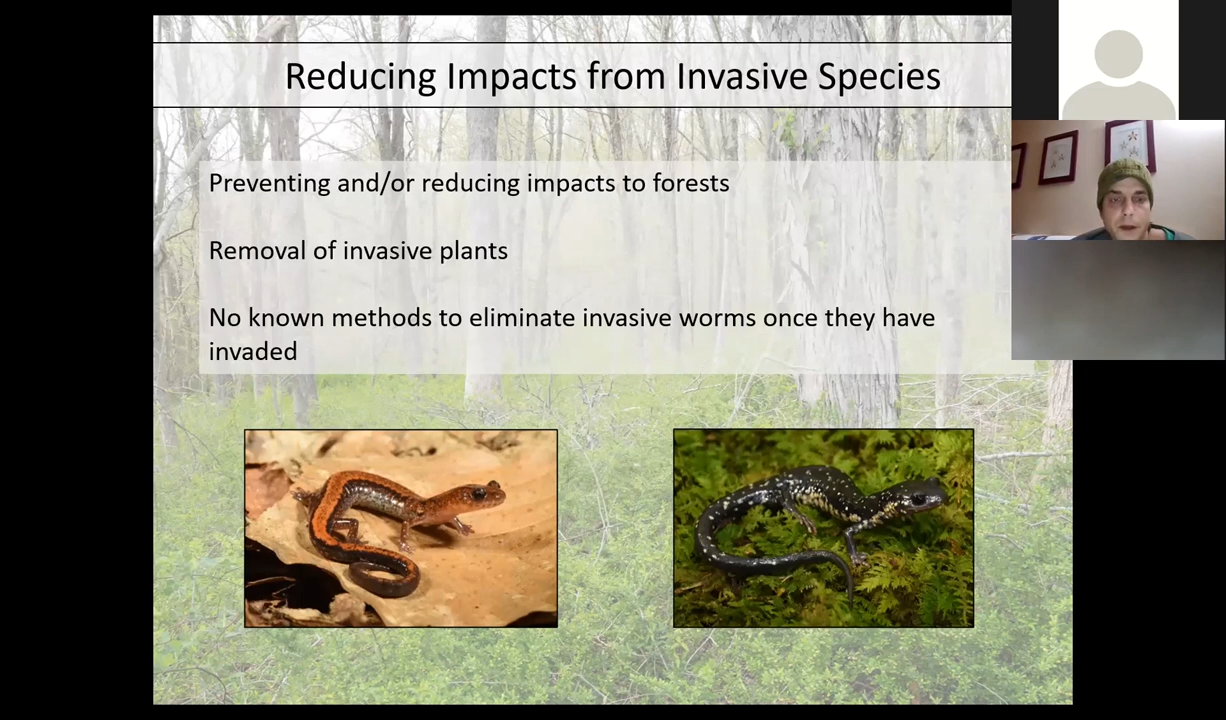 Reducing Impacts from Invasive Species
Preventing and/or reducing impacts to forests
Removal of invasive plants
No known methods to eliminate invasive worms once they have
invaded